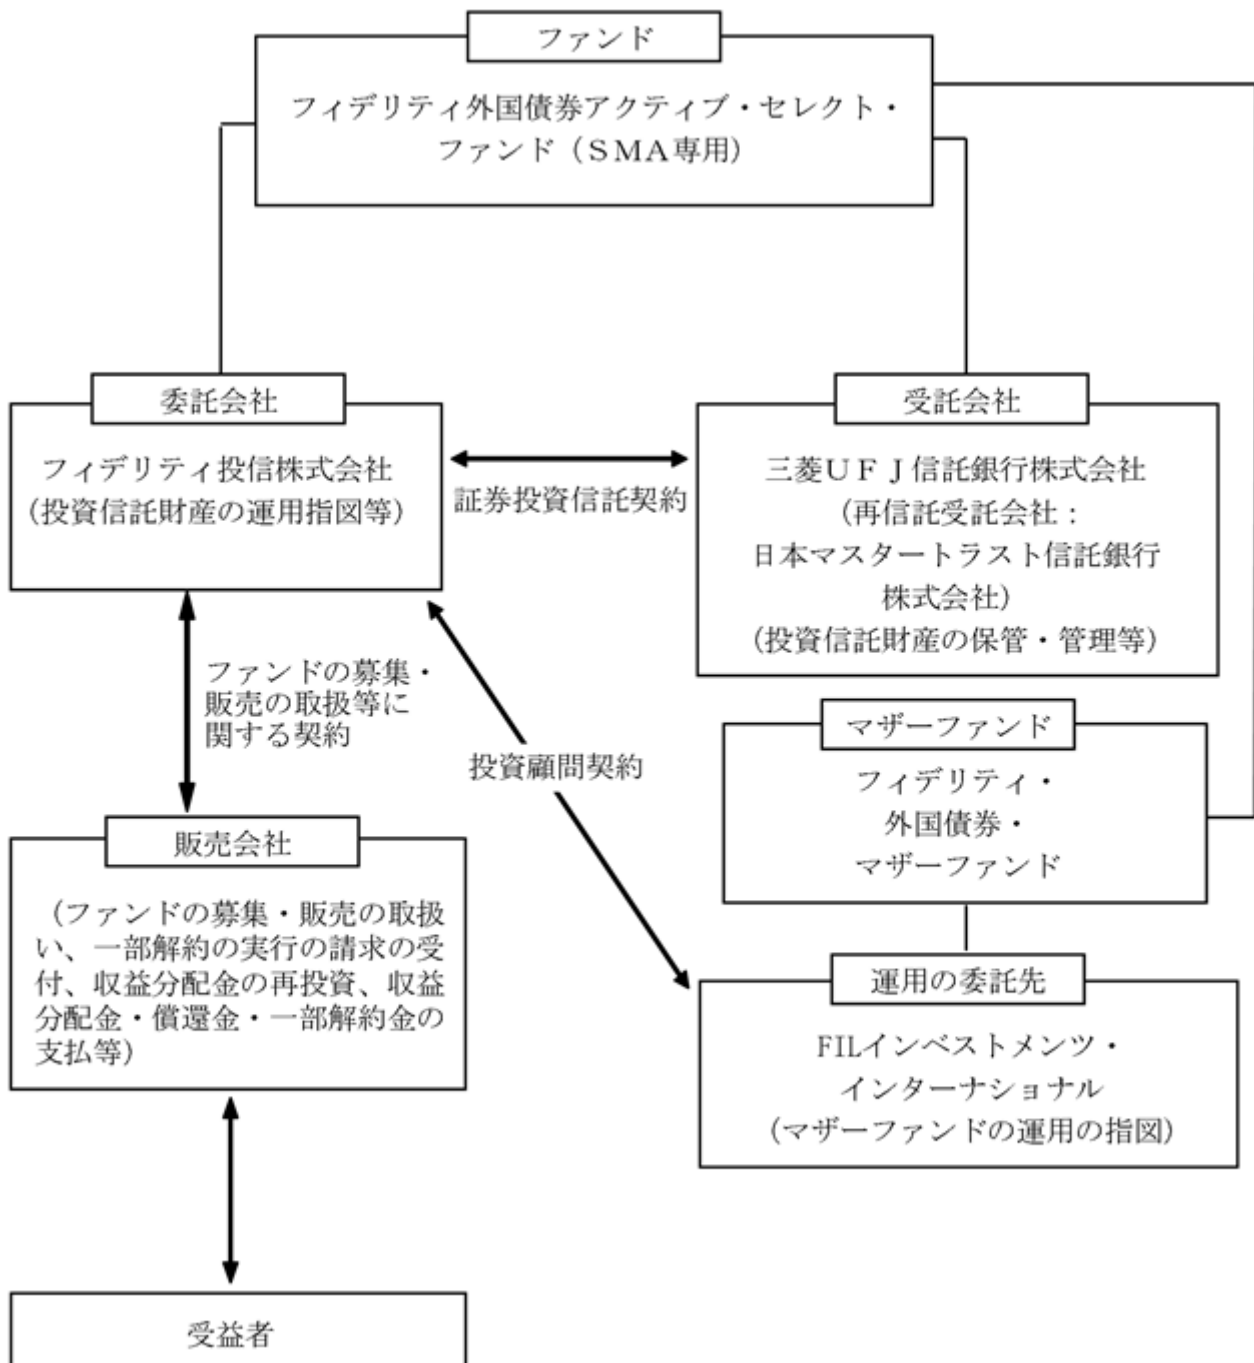 ファンド
フィデリティ外国債券アクティブ・セレクト・
ファンド（ＳＭＡ専用）
委託会社
フィデリティ投信株式会社
（投資信託財産の運用指図等）
証券投資信託契約
受託会社
三菱ＵＦＪ信託銀行株式会社
（再信託受託会社：
日本マスタートラスト信託銀行
株式会社）
（投資信託財産の保管・管理等）
ファンドの募集・
販売の取扱等に
関する契約
投資顧問契約
マザーファンド
フィデリティ・
外国債券・
マザーファンド
販売会社
（ファンドの募集・販売の取扱
い、一部解約の実行の請求の受
付、収益分配金の再投資、収益
分配金・償還金・一部解約金の
支払等）
運用の委託先
FILインベストメンツ・
インターナショナル
（マザーファンドの運用の指図）
受益者